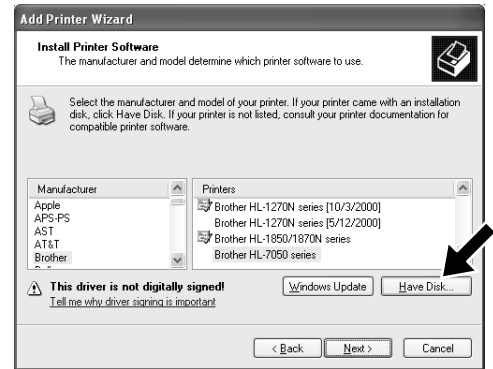 Add Printer Wizard
Install Printer Software
The manufacturer and model determine which printer software to use.
Select the manufacturer and model of your printer. If your printer came with an installation
disk, click Have Disk. If your printer is not listed, consult your printer documentation for
compatible printer software.
Manufacturer
Apple
APS-PS
AST
AT&T
Brother
Printers
Brother HL-1270N series [10/3/2000]
Brother HL-1270N series [5/12/2000]
Brother HL-1850/1870N series
Brother HL-7050 series
This driver is not digitally signed!
Tell me why driver signing is important
Windows Update
Have Disk...
< Back
Next >
Cancel